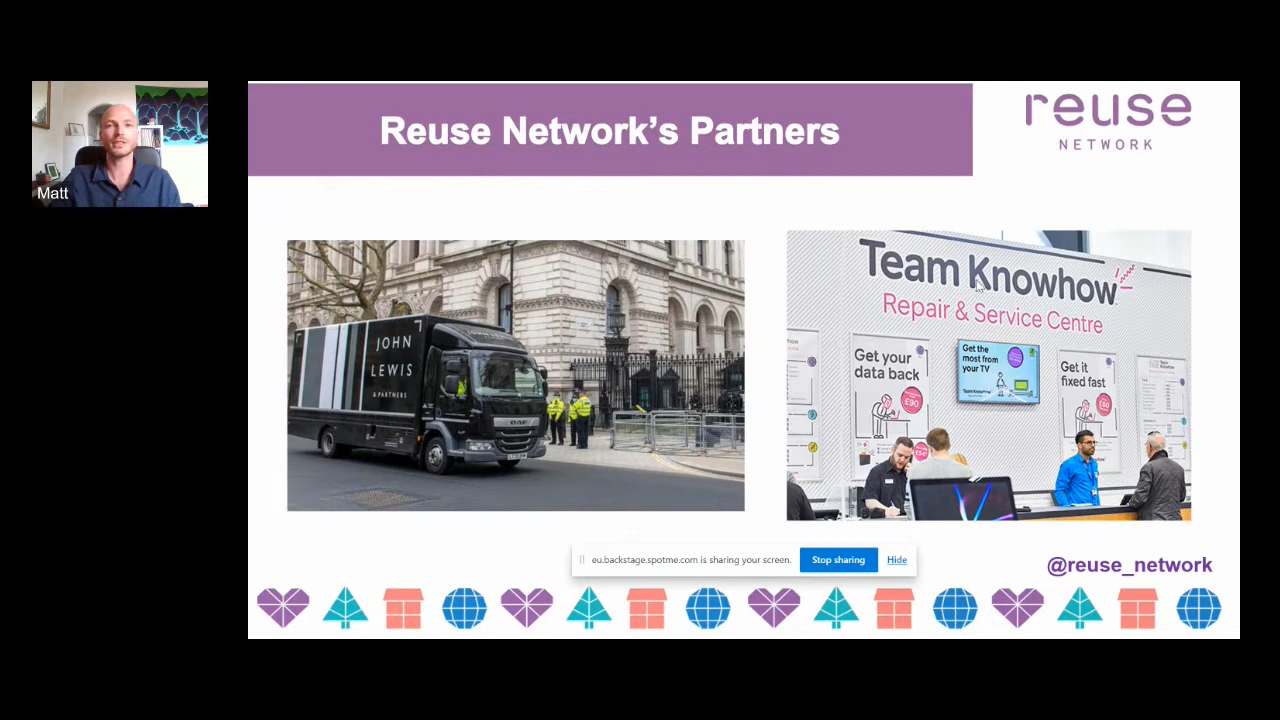 Matt
Reuse Network's Partners
reuse
NETWORK
JOHN
LEWIS
& PARTNERS
Team Knowhow
Repair & Service Centre
Get your
data back
£90
Get the
most from
your TV
Get it
fixed fast
£60
eu.backstage.spotme.com is sharing your screen.
Stop sharing
Hide
@reuse_network